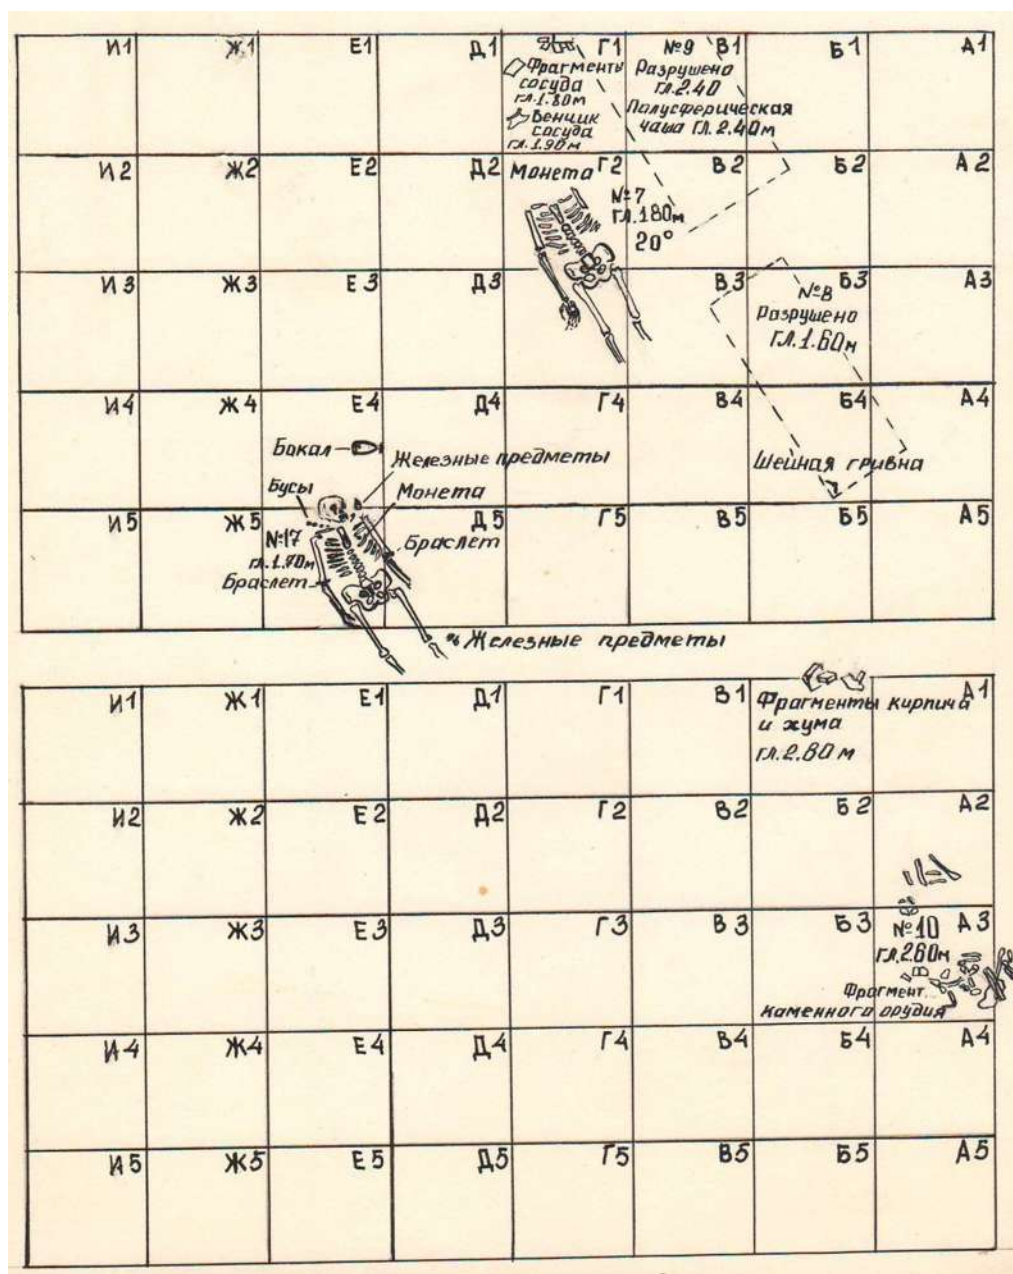 И1 Ж1 Е1 Д1 Г1 В1 Б1 А1
Фрагменты
сосуда
гл.1.80м
Венчик
сосуда
гл.1.90м
№9
Разрушено
гл.2.40
Полусферическая
чаша гл.2.40м
И2 Ж2 Е2 Д2 Г2 В2 Б2 А2
Монета
№7
гл.180м
20°
И3 Ж3 Е3 Д3 В3 Б3 А3
№8
Разрушено
гл.1.60м
И4 Ж4 Е4 Д4 Г4 В4 Б4 А4
Бокал
Железные предметы
Бусы
Монета
Шейная гривна
И5 Ж5 Д5 Г5 В5 Б5 А5
№17
гл.1.70м
Браслет
Браслет
Железные предметы
И1 Ж1 Е1 Д1 Г1 В1 А1
Фрагменты кирпича
и хума
гл.2.80м
И2 Ж2 Е2 Д2 Г2 В2 Б2 А2
И3 Ж3 Е3 Д3 Г3 В3 Б3 А3
№10
гл.2.60м
Фрагмент
каменного орудия
И4 Ж4 Е4 Д4 Г4 В4 Б4 А4
И5 Ж5 Е5 Д5 Г5 В5 Б5 А5